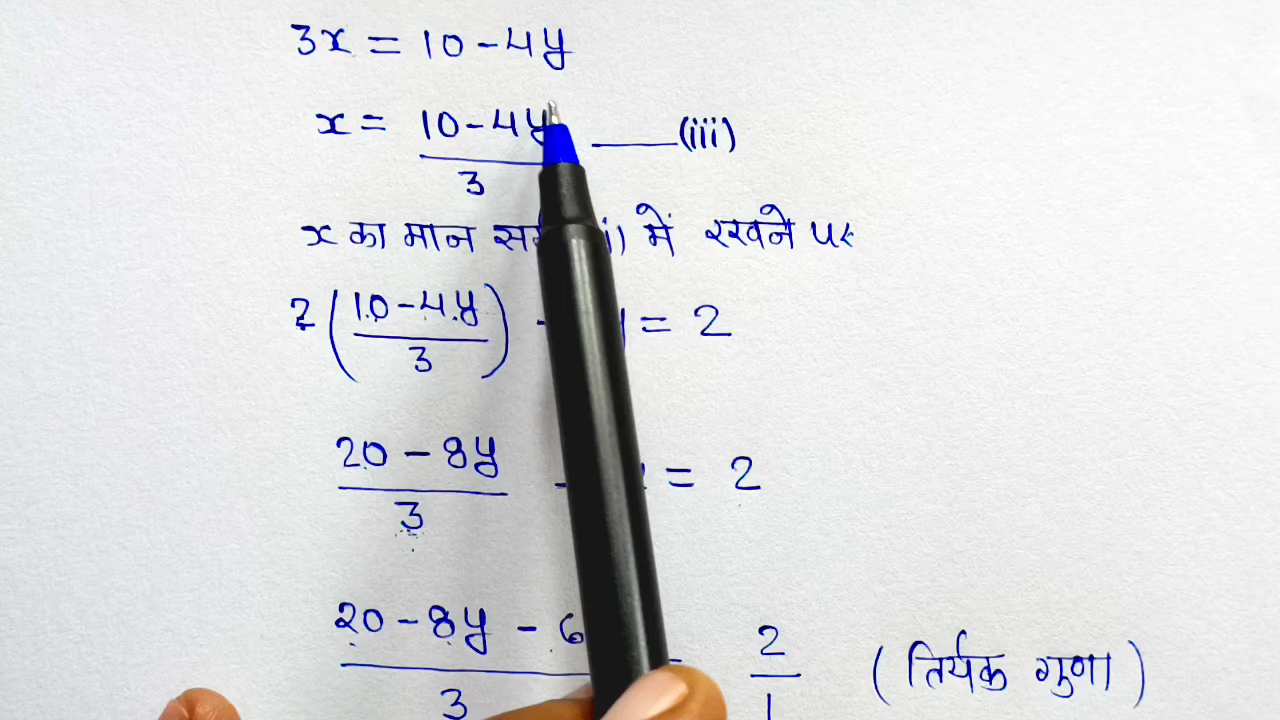 3x = 10 - 4y
x = 10 - 4y / 3 (iii)
x का मान में रखने पर
2 (10 - 4y / 3) - = 2
20 - 8y / 3 - = 2
20 - 8y - 6 / 3 = 2 / 1 (तिर्यक गुणा)